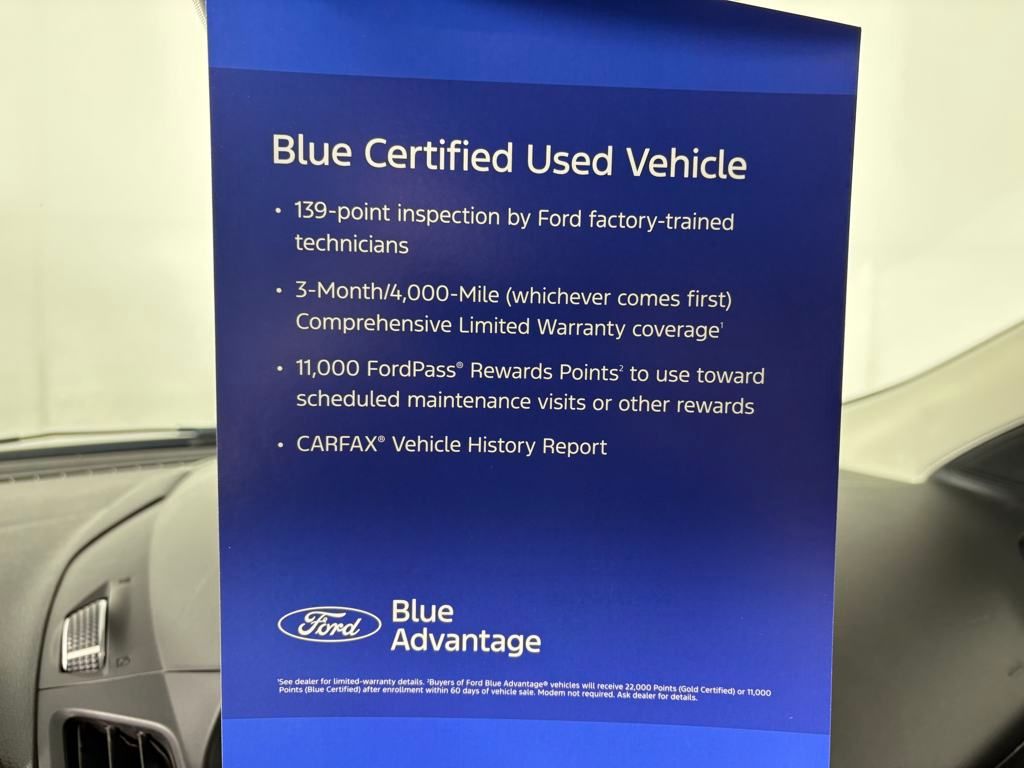 Blue Certified Used Vehicle
• 139-point inspection by Ford factory-trained
technicians
• 3-Month/4,000-Mile (whichever comes first)
Comprehensive Limited Warranty coverage¹
• 11,000 FordPass® Rewards Points² to use toward
scheduled maintenance visits or other rewards
• CARFAX® Vehicle History Report
Ford
Blue
Advantage
¹See dealer for limited-warranty details. ²Buyers of Ford Blue Advantage® vehicles will receive 22,000 Points (Gold Certified) or 11,000
Points (Blue Certified) after enrollment within 60 days of vehicle sale. Modem not required. Ask dealer for details.